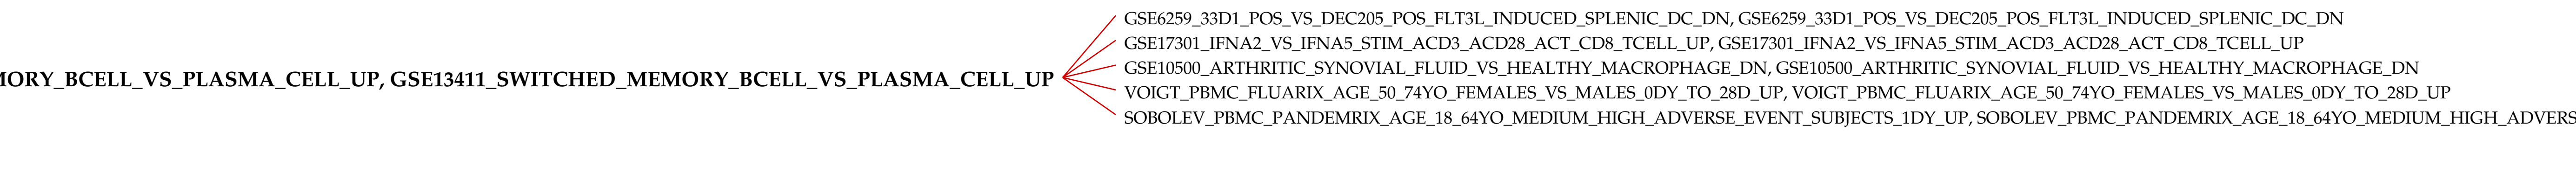 GSE6259_33D1_POS_VS_DEC205_POS_FLT3L_INDUCED_SPLENIC_DC_DN, GSE6259_33D1_POS_VS_DEC205_POS_FLT3L_INDUCED_SPLENIC_DC_DN
GSE17301_IFNA2_VS_IFNA5_STIM_ACD3_ACD28_ACT_CD8_TCELL_UP, GSE17301_IFNA2_VS_IFNA5_STIM_ACD3_ACD28_ACT_CD8_TCELL_UP
GSE10500_ARTHRITIC_SYNOVIAL_FLUID_VS_HEALTHY_MACROPHAGE_DN, GSE10500_ARTHRITIC_SYNOVIAL_FLUID_VS_HEALTHY_MACROPHAGE_DN
MORY_BCELL_VS_PLASMA_CELL_UP, GSE13411_SWITCHED_MEMORY_BCELL_VS_PLASMA_CELL_UP
VOIGT_PBMC_FLUARIX_AGE_50_74YO_FEMALES_VS_MALES_0DY_TO_28D_UP, VOIGT_PBMC_FLUARIX_AGE_50_74YO_FEMALES_VS_MALES_0DY_TO_28D_UP
SOBOLEV_PBMC_PANDEMRIX_AGE_18_64YO_MEDIUM_HIGH_ADVERSE_EVENT_SUBJECTS_1DY_UP, SOBOLEV_PBMC_PANDEMRIX_AGE_18_64YO_MEDIUM_HIGH_ADVERS